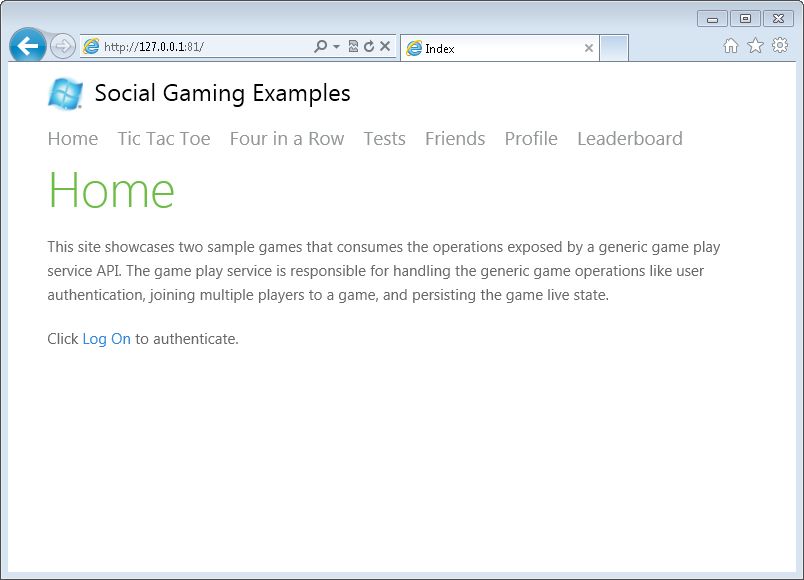 http://127.0.0.1:81/
Index
Social Gaming Examples
Home Tic Tac Toe Four in a Row Tests Friends Profile Leaderboard
Home
This site showcases two sample games that consumes the operations exposed by a generic game play
service API. The game play service is responsible for handling the generic game operations like user
authentication, joining multiple players to a game, and persisting the game live state.
Click Log On to authenticate.